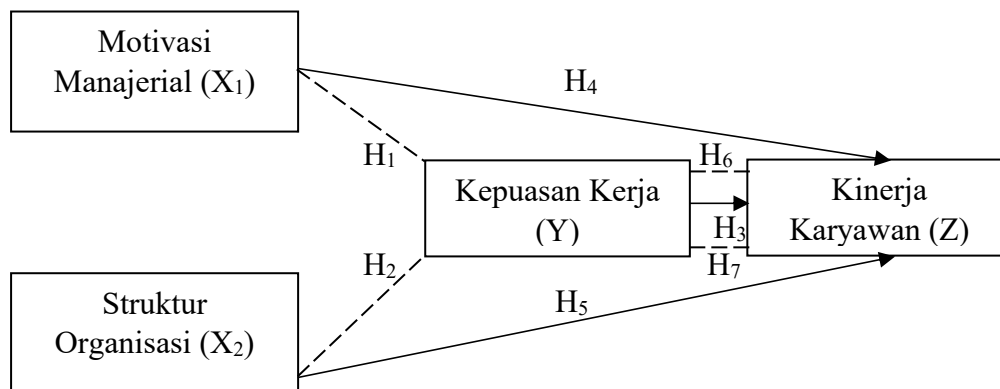 Motivasi
Manajerial (X₁)
H₄
H₁
H₆
Kepuasan Kerja
(Y)
Kinerja
Karyawan (Z)
H₃
H₂
H₇
Struktur
Organisasi (X₂)
H₅